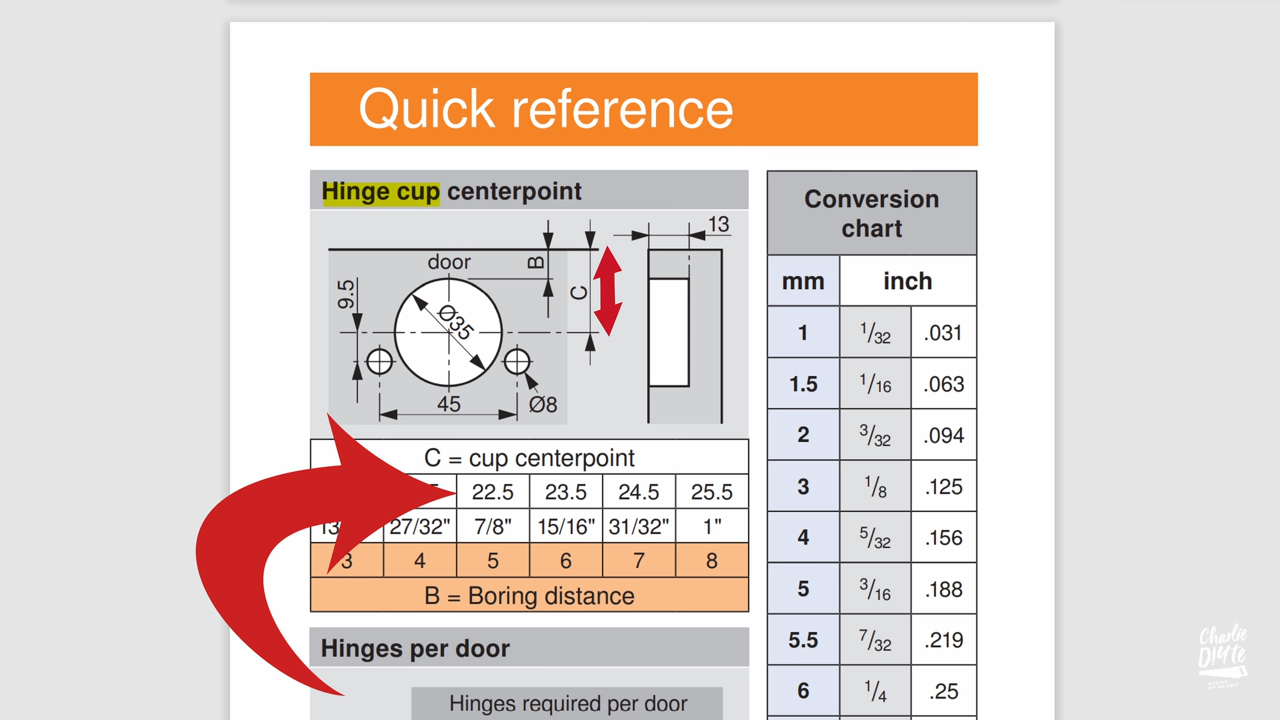 Quick reference
Hinge cup centerpoint
13
door
B
C
9.5
Ø35
45
Ø8
C = cup centerpoint
22.5 23.5 24.5 25.5
27/32" 7/8" 15/16" 31/32" 1"
3 4 5 6 7 8
B = Boring distance
Hinges per door
Hinges required per door
Conversion
chart
mm inch
1 1/32 .031
1.5 1/16 .063
2 3/32 .094
3 1/8 .125
4 5/32 .156
5 3/16 .188
5.5 7/32 .219
6 1/4 .25
Charlie
DIYte